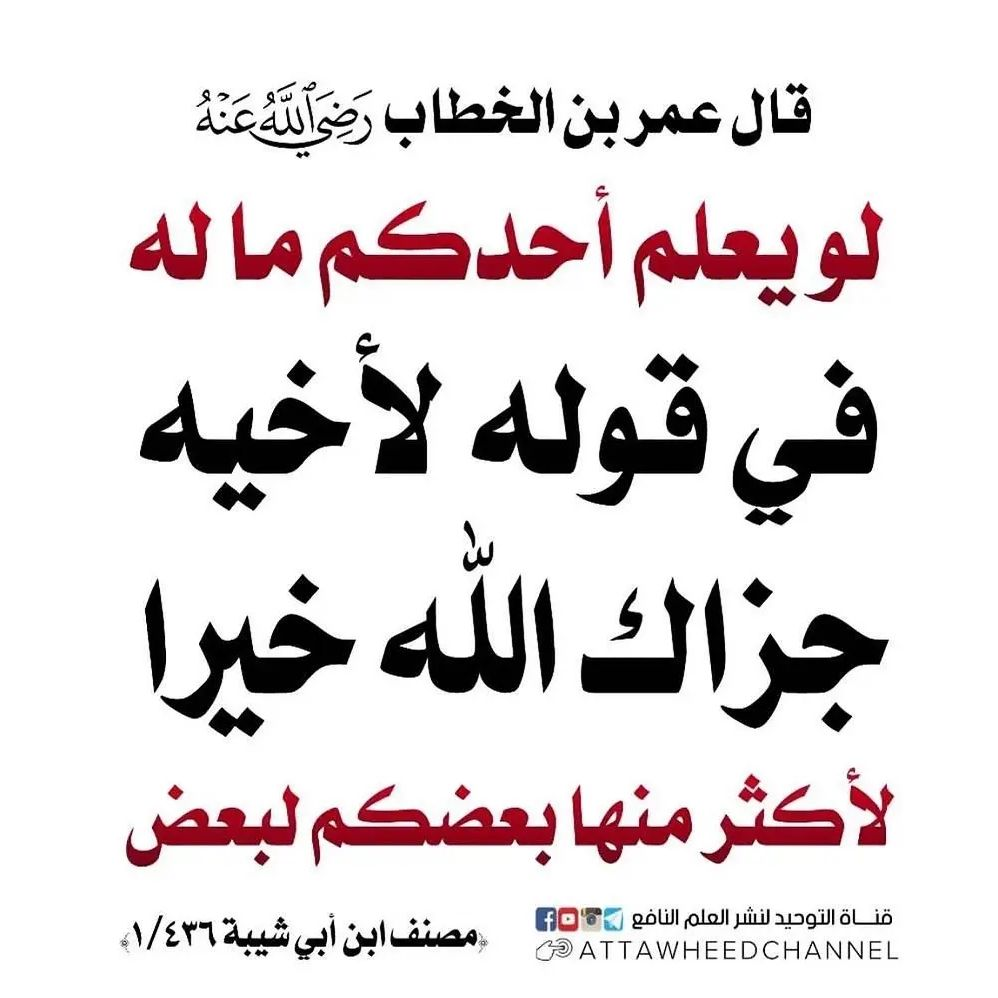 قال عمر بن الخطاب رَضِيَ ٱللَّهُ عَنْهُ
لو يعلم أحدكم ما له
في قوله لأخيه
جزاك الله خيرا
لأكثر منها بعضكم لبعض
قناة التوحيد لنشر العلم النافع
ATTAWHEEDCHANNEL
﴿مصنف ابن أبي شيبة ١/٤٣٦﴾